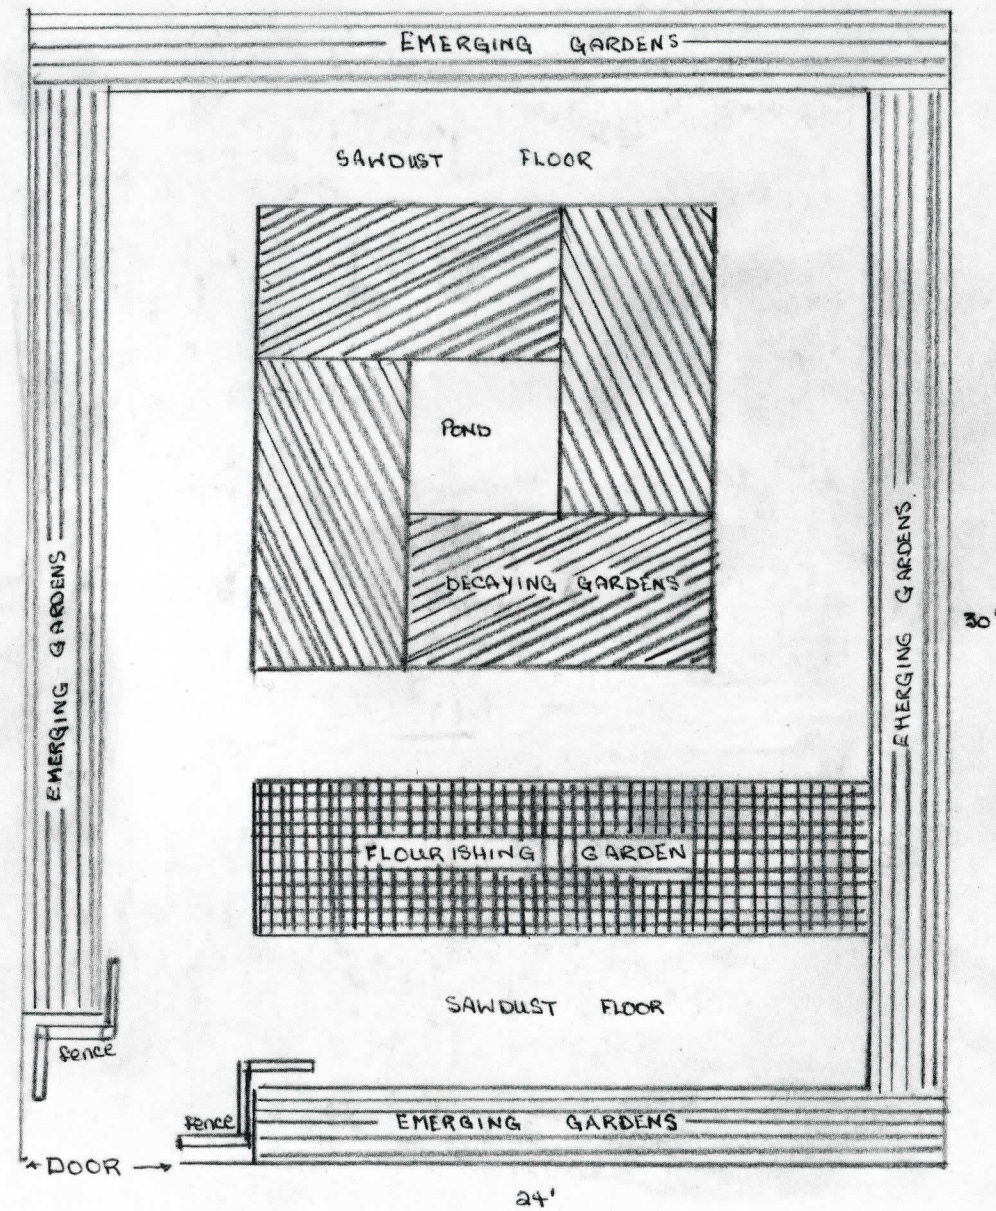 EMERGING GARDENS
SAWDUST FLOOR
POND
DECAYING GARDENS
EMERGING GARDENS
EMERGING GARDENS
30'
FLOURISHING GARDEN
SAWDUST FLOOR
fence
fence
EMERGING GARDENS
DOOR
24'